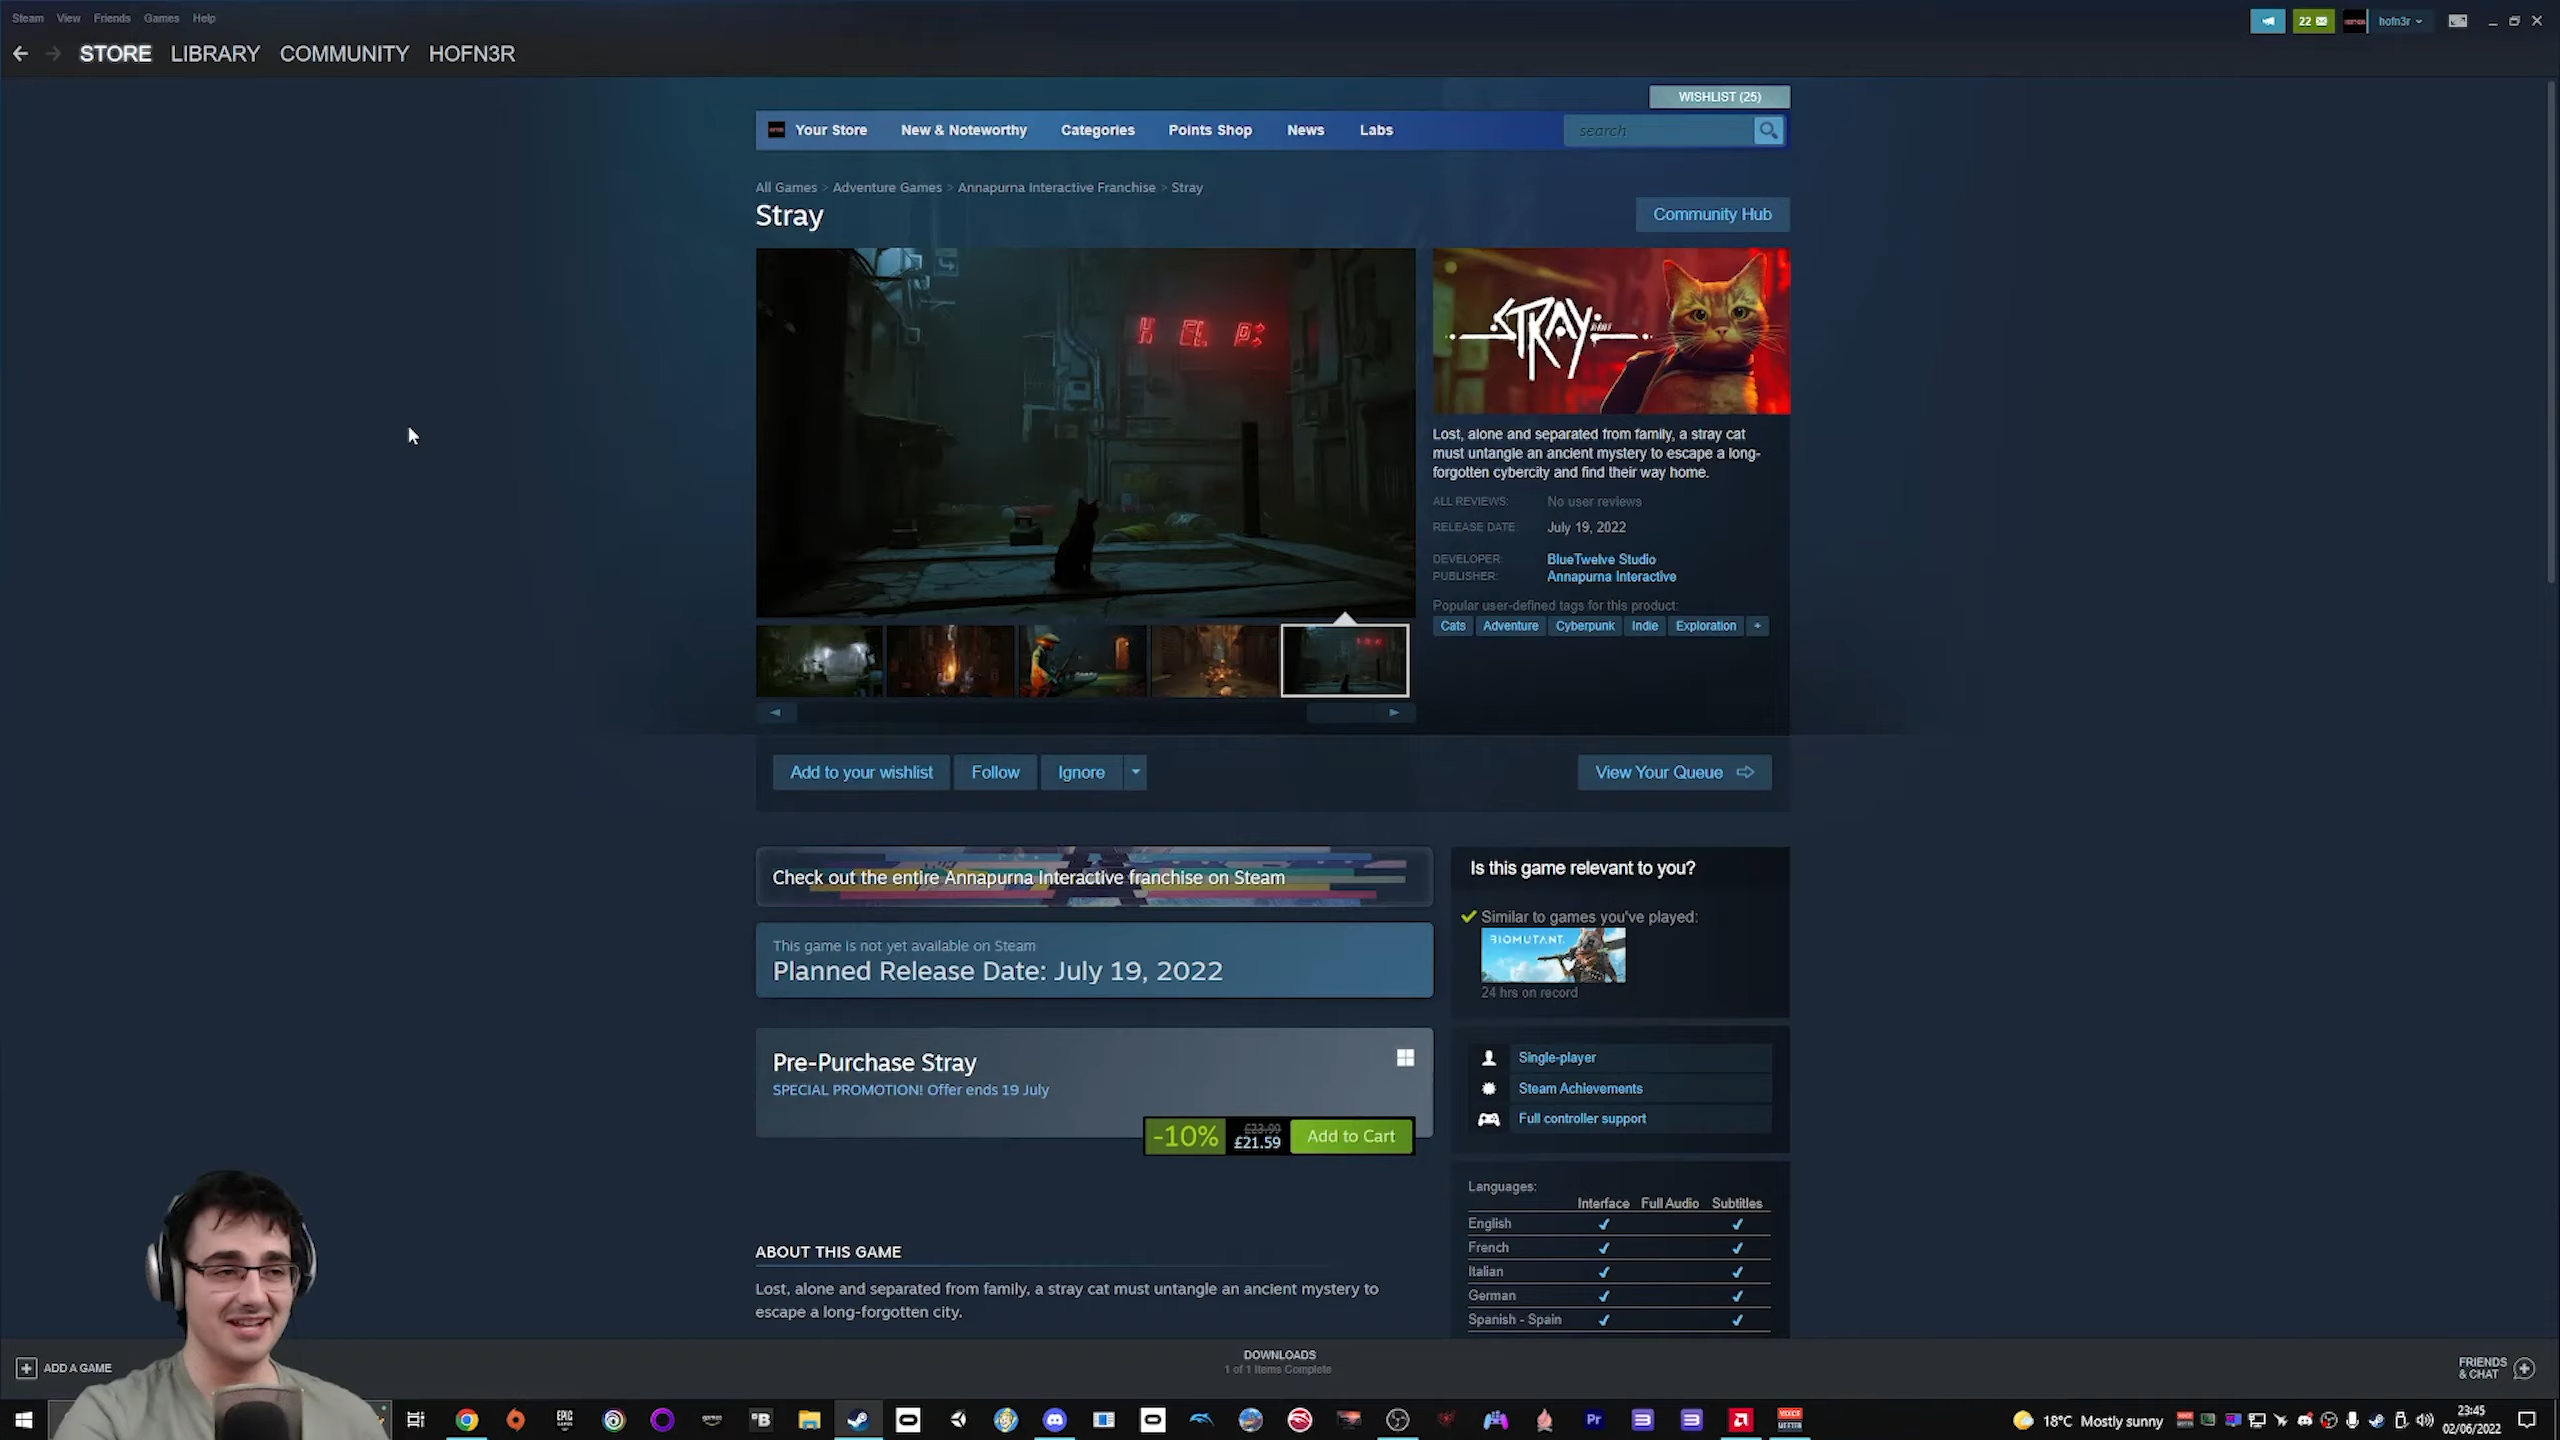 Steam View Friends Games Help
22 hofn3r
STORE LIBRARY COMMUNITY HOFN3R
WISHLIST (25)
Your Store New & Noteworthy Categories Points Shop News Labs search
All Games > Adventure Games > Annapurna Interactive Franchise > Stray
Stray
Community Hub
H EL P
STRAY
Lost, alone and separated from family, a stray cat
must untangle an ancient mystery to escape a long-
forgotten cybercity and find their way home.
ALL REVIEWS: No user reviews
RELEASE DATE: July 19, 2022
DEVELOPER: BlueTwelve Studio
PUBLISHER: Annapurna Interactive
Popular user-defined tags for this product:
Cats Adventure Cyberpunk Indie Exploration +
Add to your wishlist Follow Ignore
View Your Queue
Check out the entire Annapurna Interactive franchise on Steam
This game is not yet available on Steam
Planned Release Date: July 19, 2022
Pre-Purchase Stray
SPECIAL PROMOTION! Offer ends 19 July
-10% £23.99 £21.59 Add to Cart
ABOUT THIS GAME
Lost, alone and separated from family, a stray cat must untangle an ancient mystery to
escape a long-forgotten city.
Is this game relevant to you?
Similar to games you've played:
BIOMUTANT
24 hrs on record
Single-player
Steam Achievements
Full controller support
Languages:
Interface Full Audio Subtitles
English
French
Italian
German
Spanish - Spain
ADD A GAME
DOWNLOADS
1 of 1 Items Complete
FRIENDS
& CHAT
EPIC
GAMES
B
Pr
18°C Mostly sunny
23:45
02/06/2022